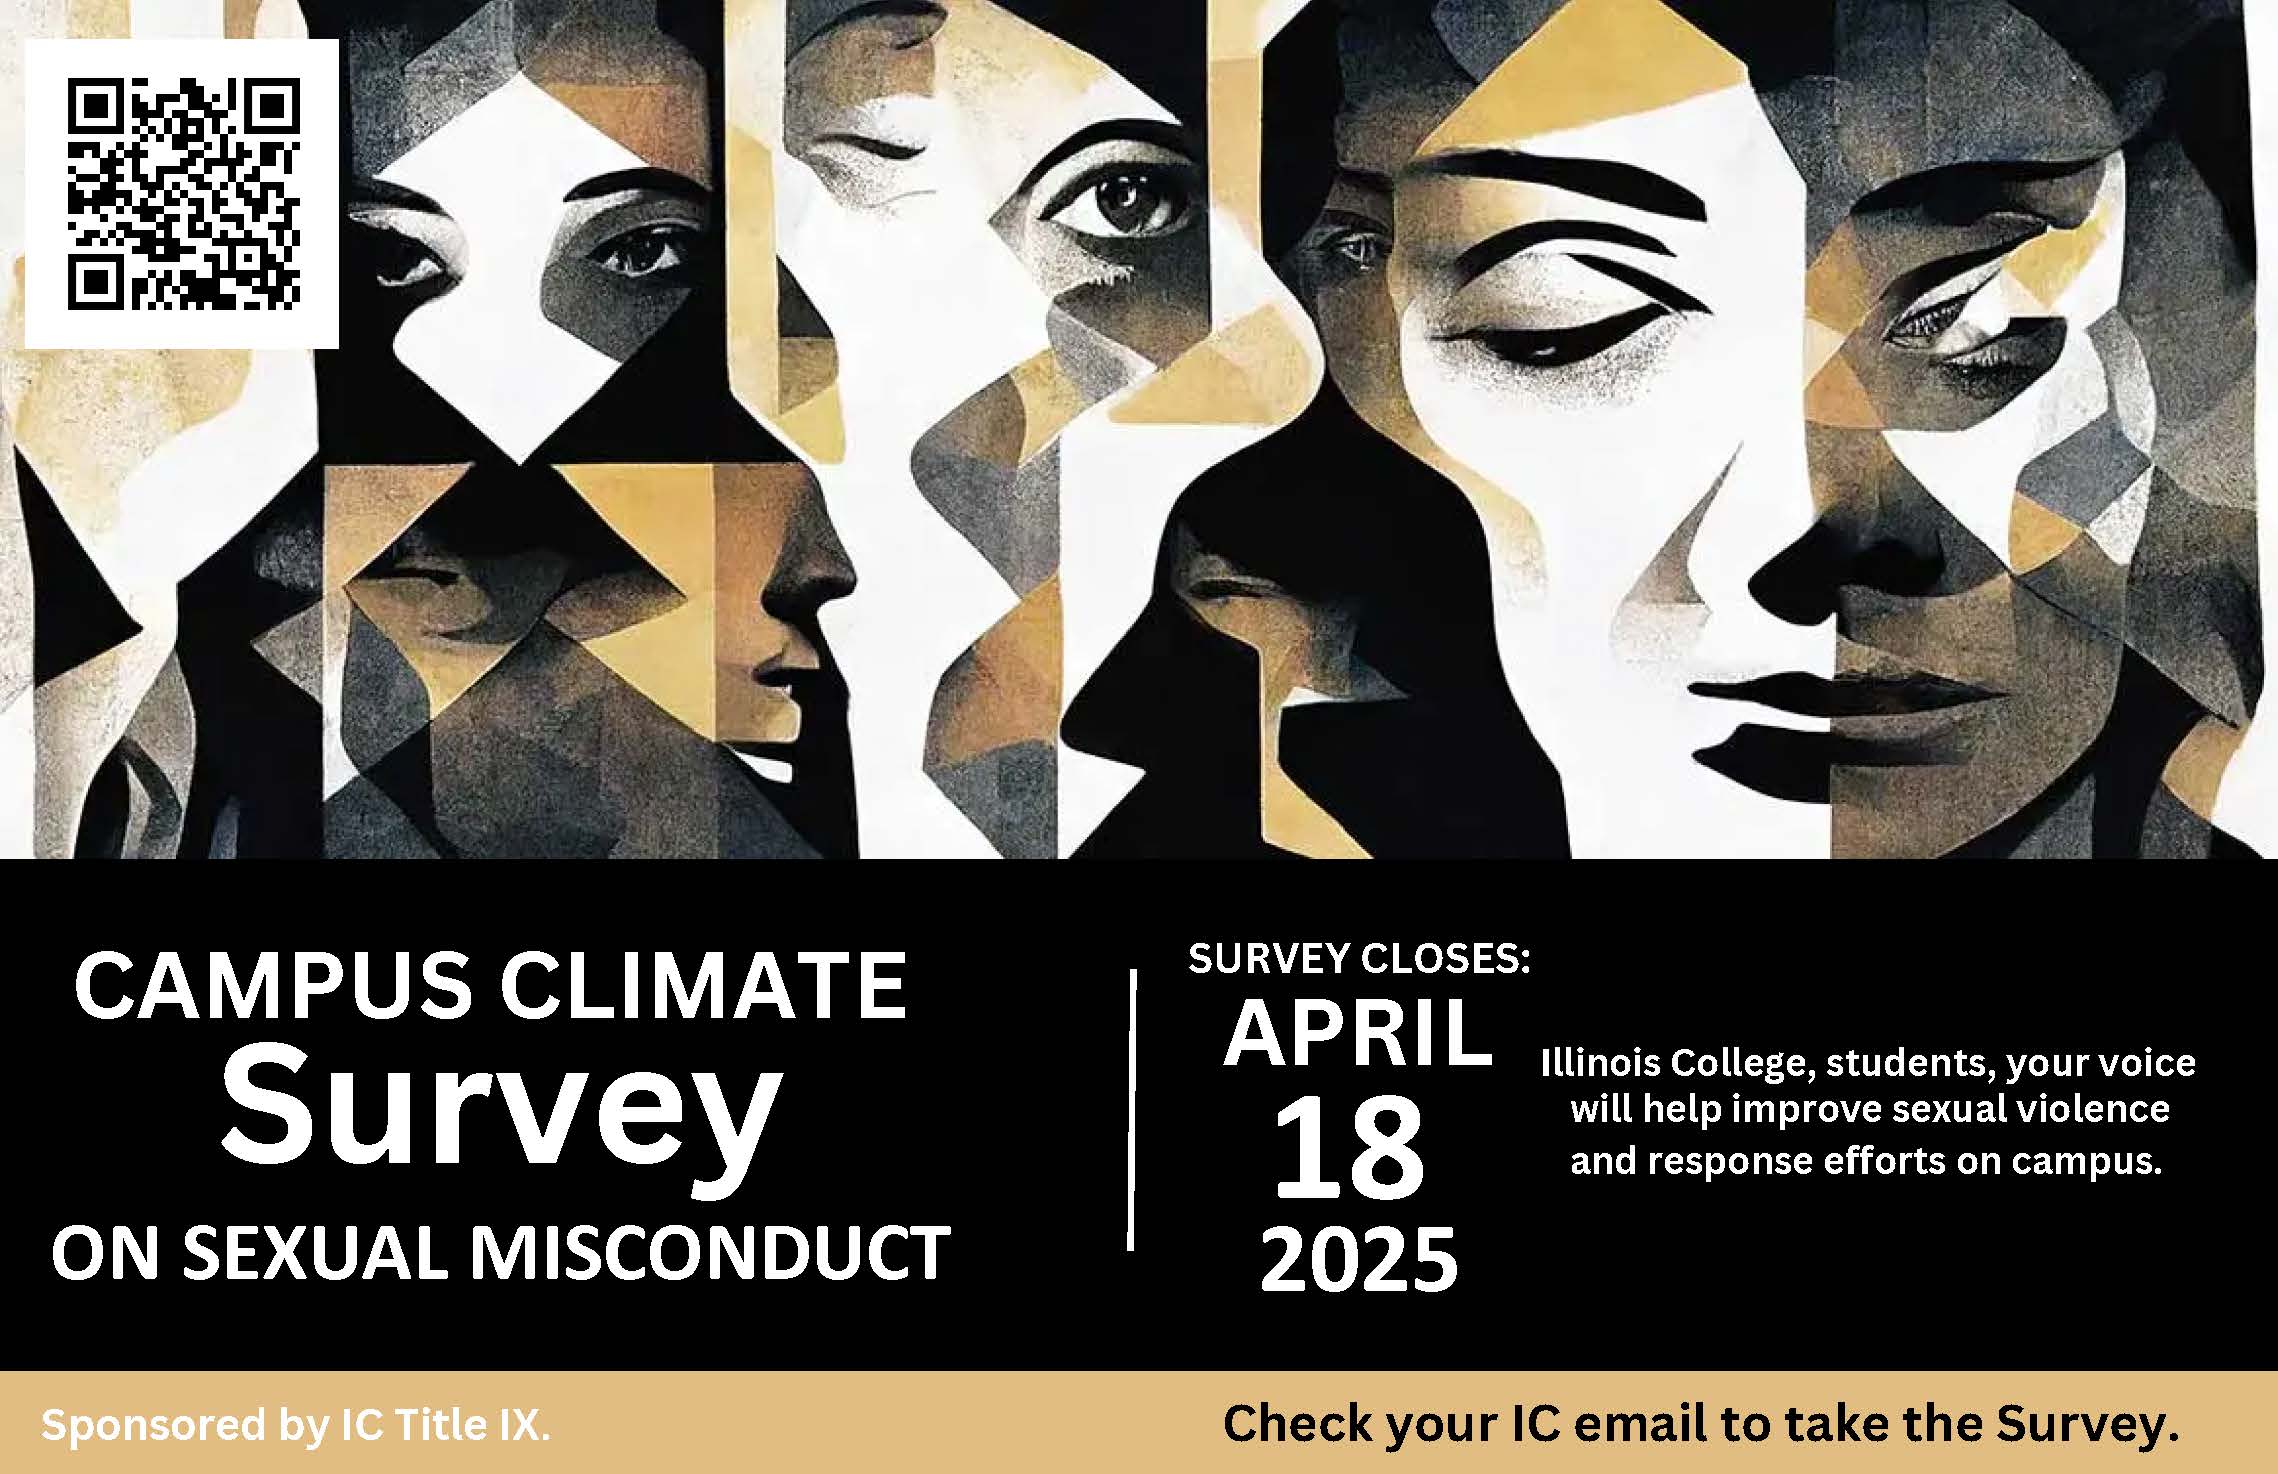 CAMPUS CLIMATE
Survey
ON SEXUAL MISCONDUCT
SURVEY CLOSES:
APRIL
18
2025
Illinois College, students, your voice
will help improve sexual violence
and response efforts on campus.
Sponsored by IC Title IX.
Check your IC email to take the Survey.